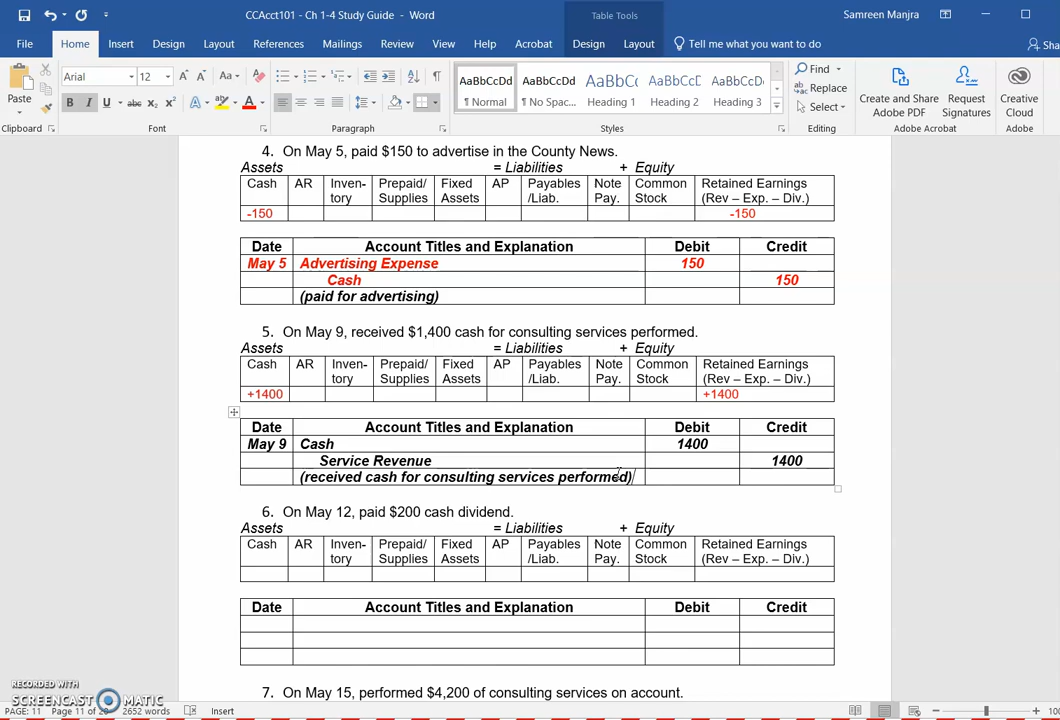 CCAcct101 - Ch 1-4 Study Guide - Word
Table Tools
Samreen Manjra
File Home Insert Design Layout References Mailings Review View Help Acrobat Design Layout Tell me what you want to do
Paste
Arial 12
Aa
B I U abc X₂ X²
AaBbCcDd AaBbCcDd AaBbCc AaBbCcD AaBbCcD
¶ Normal ¶ No Spac... Heading 1 Heading 2 Heading 3
Find
Replace
Select
Create and Share Adobe PDF
Request Signatures
Creative Cloud
Clipboard Font Paragraph Styles Editing Adobe Acrobat Adobe
4. On May 5, paid $150 to advertise in the County News.
Assets = Liabilities + Equity
Cash AR Inven- Prepaid/ Fixed AP Payables Note Common Retained Earnings
tory Supplies Assets /Liab. Pay. Stock (Rev – Exp. – Div.)
-150 -150
Date Account Titles and Explanation Debit Credit
May 5 Advertising Expense 150
Cash 150
(paid for advertising)
5. On May 9, received $1,400 cash for consulting services performed.
Assets = Liabilities + Equity
Cash AR Inven- Prepaid/ Fixed AP Payables Note Common Retained Earnings
tory Supplies Assets /Liab. Pay. Stock (Rev – Exp. – Div.)
+1400 +1400
Date Account Titles and Explanation Debit Credit
May 9 Cash 1400
Service Revenue 1400
(received cash for consulting services performed)
6. On May 12, paid $200 cash dividend.
Assets = Liabilities + Equity
Cash AR Inven- Prepaid/ Fixed AP Payables Note Common Retained Earnings
tory Supplies Assets /Liab. Pay. Stock (Rev – Exp. – Div.)
Date Account Titles and Explanation Debit Credit
7. On May 15, performed $4,200 of consulting services on account.
RECORDED WITH
SCREENCAST MATIC
PAGE: 11 Page 11 of 2652 words Insert